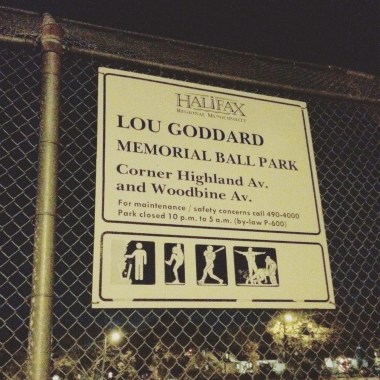 HALIFAX
REGIONAL MUNICIPALITY
LOU GODDARD
MEMORIAL BALL PARK
Corner Highland Av.
and Woodbine Av.
For maintenance / safety concerns call 490-4000
Park closed 10 p.m. to 5 a.m. (by-law P-600)